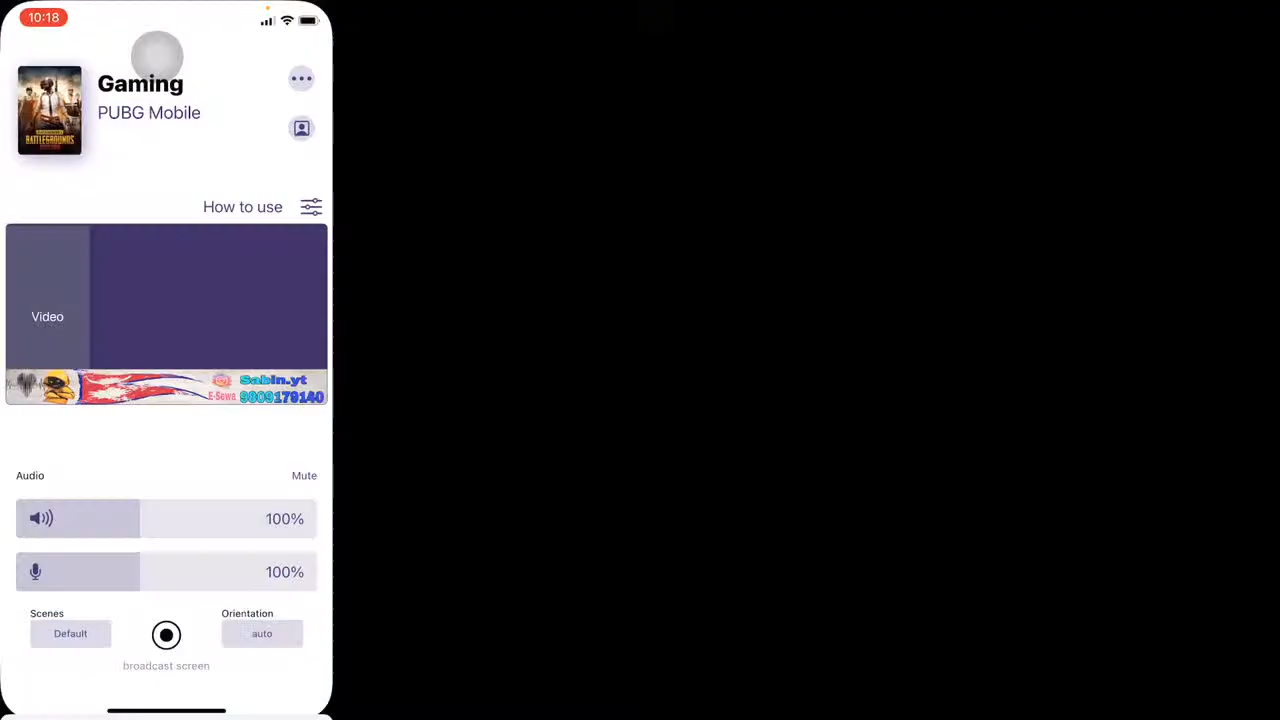 10:18
Gaming
PUBG Mobile
BATTLEGROUNDS
How to use
Video
Sabin.yt
E-Sewa 9809179140
Audio
Mute
100%
100%
Scenes
Orientation
Default
auto
broadcast screen